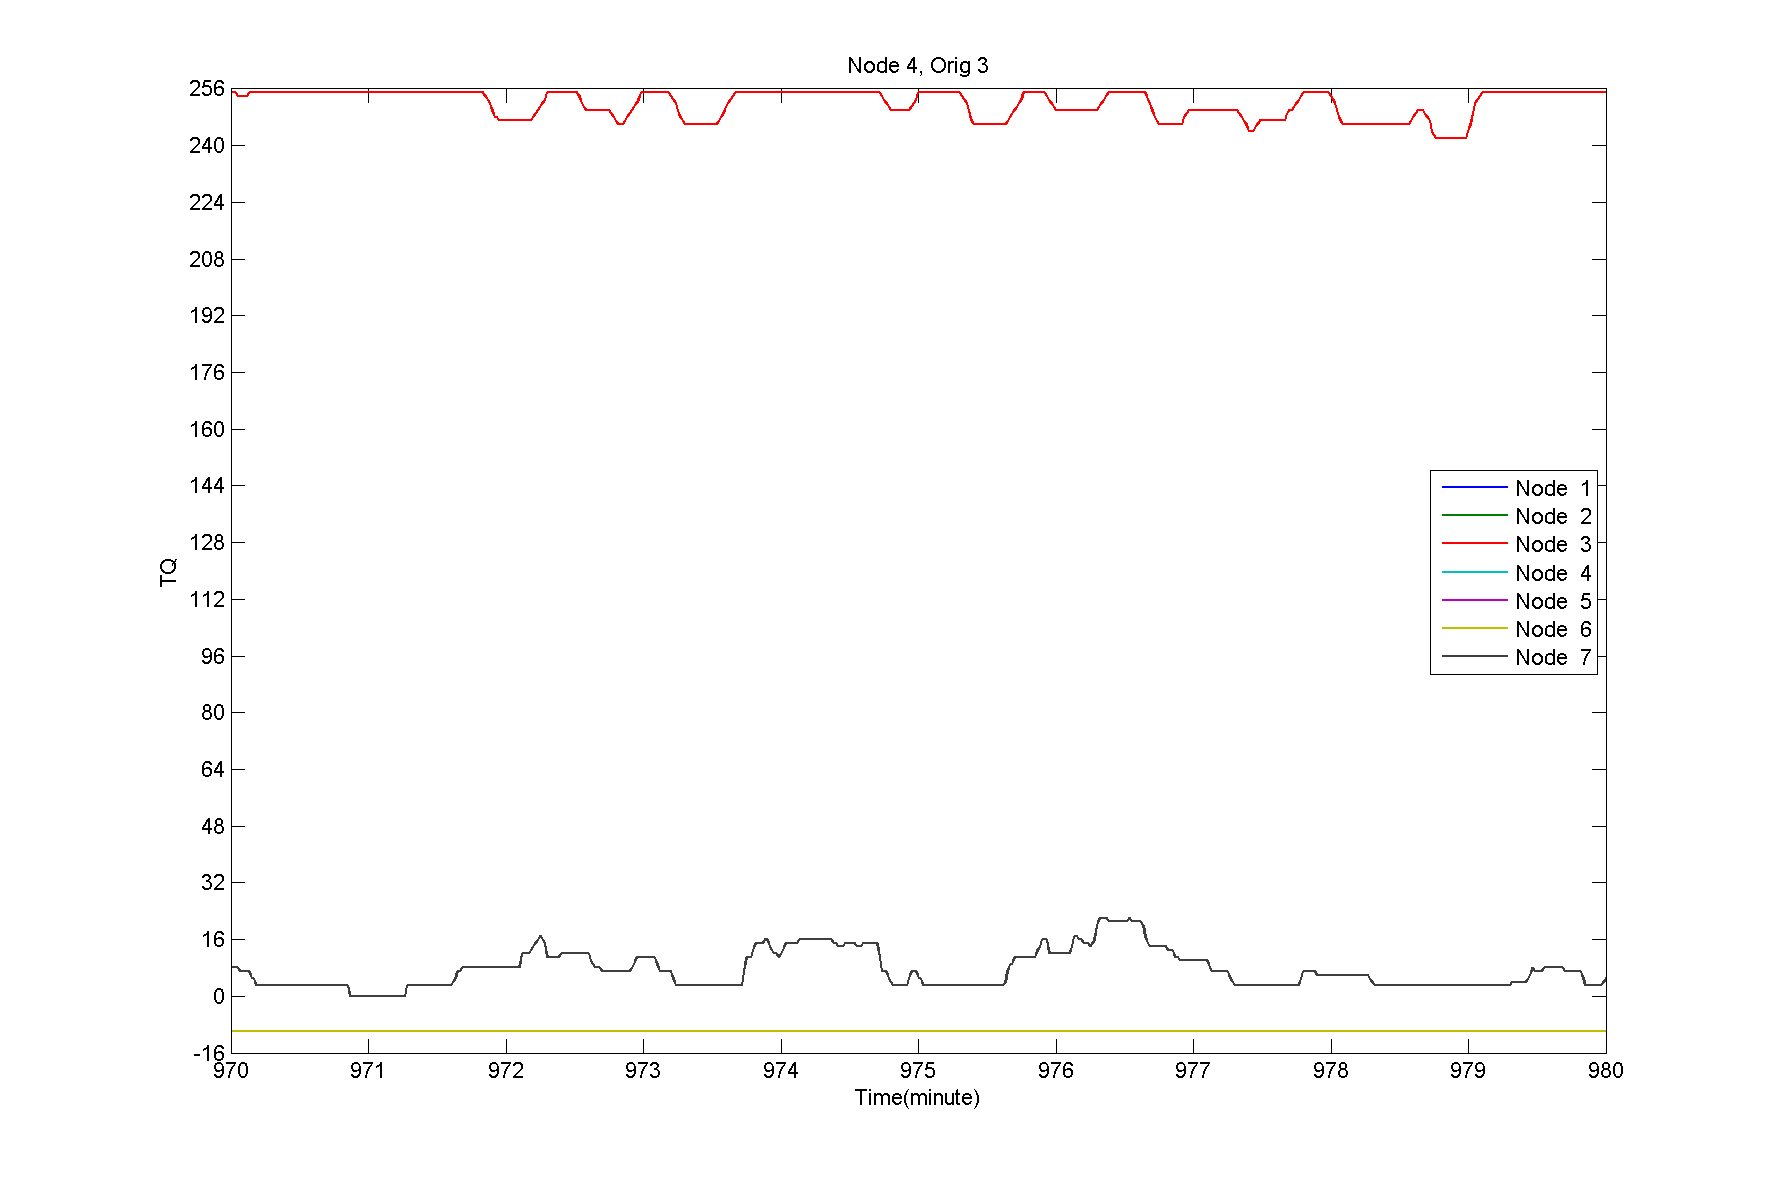 Node 4, Orig 3
256
240
224
208
192
176
160
144
128
112
96
80
64
48
32
16
0
-16
TQ
Node 1
Node 2
Node 3
Node 4
Node 5
Node 6
Node 7
970 971 972 973 974 975 976 977 978 979 980
Time(minute)